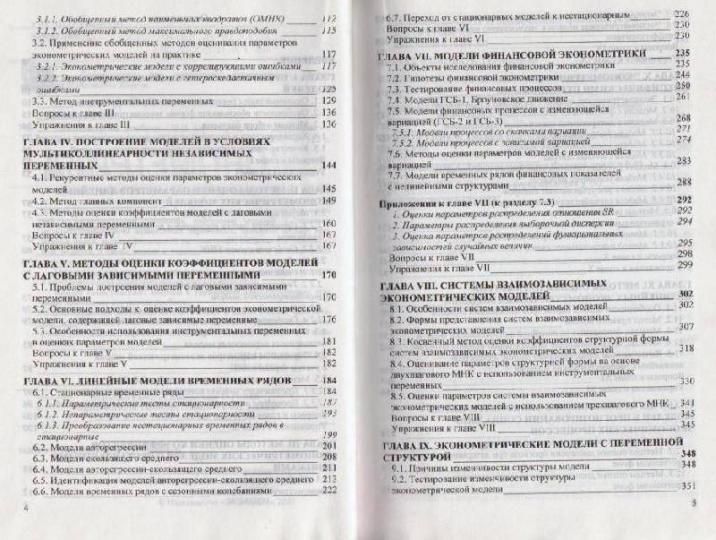 3.1.1. Обобщенный метод наименьших квадратов (ОМНК) 112
3.1.2. Обобщенный метод максимального правдоподобия 115
3.2. Применение обобщенных методов оценивания параметров
эконометрических моделей на практике 117
3.2.1. Эконометрические модели с коррелирующими ошибками 117
3.2.2. Эконометрические модели с гетероскедастичными
ошибками 125
3.3. Метод инструментальных переменных 129
Вопросы к главе III 136
Упражнения к главе III 136
ГЛАВА IV. ПОСТРОЕНИЕ МОДЕЛЕЙ В УСЛОВИЯХ
МУЛЬТИКОЛЛИНЕАРНОСТИ НЕЗАВИСИМЫХ
ПЕРЕМЕННЫХ 144
4.1. Рекурентные методы оценки параметров эконометрических
моделей 145
4.2. Метод главных компонент 149
4.3. Методы оценки коэффициентов моделей с лаговыми
независимыми переменными 160
Вопросы к главе IV 167
Упражнения к главе IV 167
ГЛАВА V. МЕТОДЫ ОЦЕНКИ КОЭФФИЦИЕНТОВ МОДЕЛЕЙ
С ЛАГОВЫМИ ЗАВИСИМЫМИ ПЕРЕМЕННЫМИ 170
5.1. Проблемы построения моделей с лаговыми зависимыми
переменными 170
5.2. Основные подходы к оценке коэффициентов эконометрической
модели, содержащей лаговые зависимые переменные 176
5.3. Особенности использования инструментальных переменных
в оценках параметров моделей 181
Вопросы к главе V 182
Упражнения к главе V 182
ГЛАВА VI. ЛИНЕЙНЫЕ МОДЕЛИ ВРЕМЕННЫХ РЯДОВ 184
6.1. Стационарные временные ряды 184
6.1.1. Параметрические тесты стационарности 187
6.1.2. Непараметрические тесты стационарности 193
6.1.3. Преобразование нестационарных временных рядов в
стационарные 199
6.2. Модели авторегрессии 201
6.3. Модели скользящего среднего 208
6.4. Модели авторегрессии-скользящего среднего 211
6.5. Идентификация моделей авторегрессии-скользящего среднего 213
6.6. Модели временных рядов с сезонными колебаниями 222
4
6.7. Переход от стационарных моделей к нестационарным 226
Вопросы к главе VI 230
Упражнения к главе VI 230
ГЛАВА VII. МОДЕЛИ ФИНАНСОВОЙ ЭКОНОМЕТРИКИ 235
7.1. Объекты исследования финансовой эконометрики 235
7.2. Гипотезы финансовой эконометрики 244
7.3. Тестирование финансовых процессов 250
7.4. Модели ГСБ-1. Броуновское движение 261
7.5. Модели финансовых процессов с изменяющейся
вариацией (ГСБ-2 и ГСБ-3) 268
7.5.1. Модели процессов со скачками вариации 271
7.5.2. Модели процессов с зависимой вариацией 274
7.6. Методы оценки параметров моделей с изменяющейся
вариацией 283
7.7. Модели временных рядов финансовых показателей
с нелинейными структурами 288
Приложения к главе VII (к разделу 7.3) 292
1. Оценки параметров распределения отношения SR 292
2. Параметры распределения выборочной дисперсии 294
3. Оценка параметров распределений функциональных
зависимостей случайных величин 295
Вопросы к главе VII 298
Упражнения к главе VII 299
ГЛАВА VIII. СИСТЕМЫ ВЗАИМОЗАВИСИМЫХ
ЭКОНОМЕТРИЧЕСКИХ МОДЕЛЕЙ 302
8.1. Особенности систем взаимозависимых моделей 302
8.2. Формы представления систем взаимозависимых
эконометрических моделей 307
8.3. Косвенный метод оценки коэффициентов структурной формы
систем взаимозависимых эконометрических моделей 318
8.4. Оценивание параметров структурной формы на основе
двухшагового МНК с использованием инструментальных
переменных 330
8.5. Оценки параметров системы взаимозависимых
эконометрических моделей с использованием трехшагового МНК 341
Вопросы к главе VIII 345
Упражнения к главе VIII 345
ГЛАВА IX. ЭКОНОМЕТРИЧЕСКИЕ МОДЕЛИ С ПЕРЕМЕННОЙ
СТРУКТУРОЙ 348
9.1. Причины изменчивости структуры модели 348
9.2. Тестирование изменчивости структуры
эконометрической модели 351
5